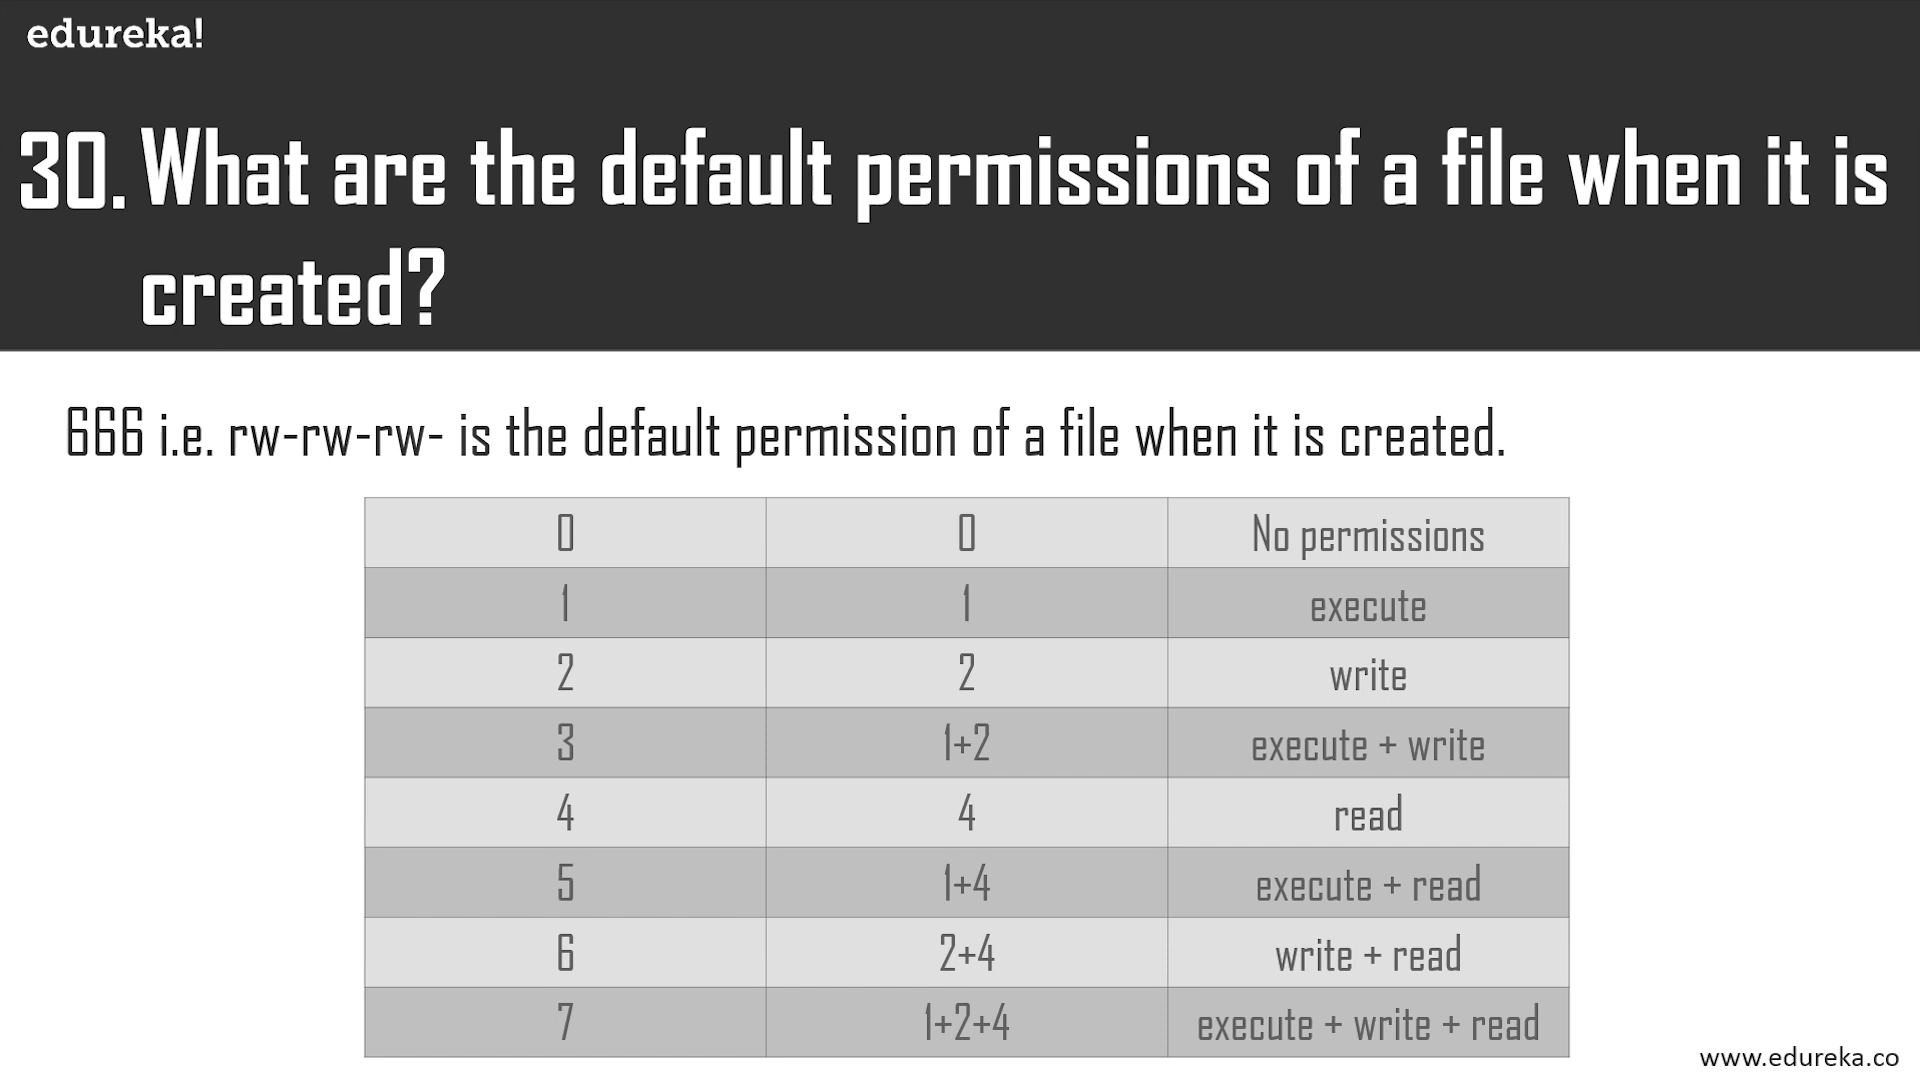 edureka!
30. What are the default permissions of a file when it is
created?
666 i.e. rw-rw-rw- is the default permission of a file when it is created.
0 0 No permissions
1 1 execute
2 2 write
3 1+2 execute + write
4 4 read
5 1+4 execute + read
6 2+4 write + read
7 1+2+4 execute + write + read
www.edureka.co